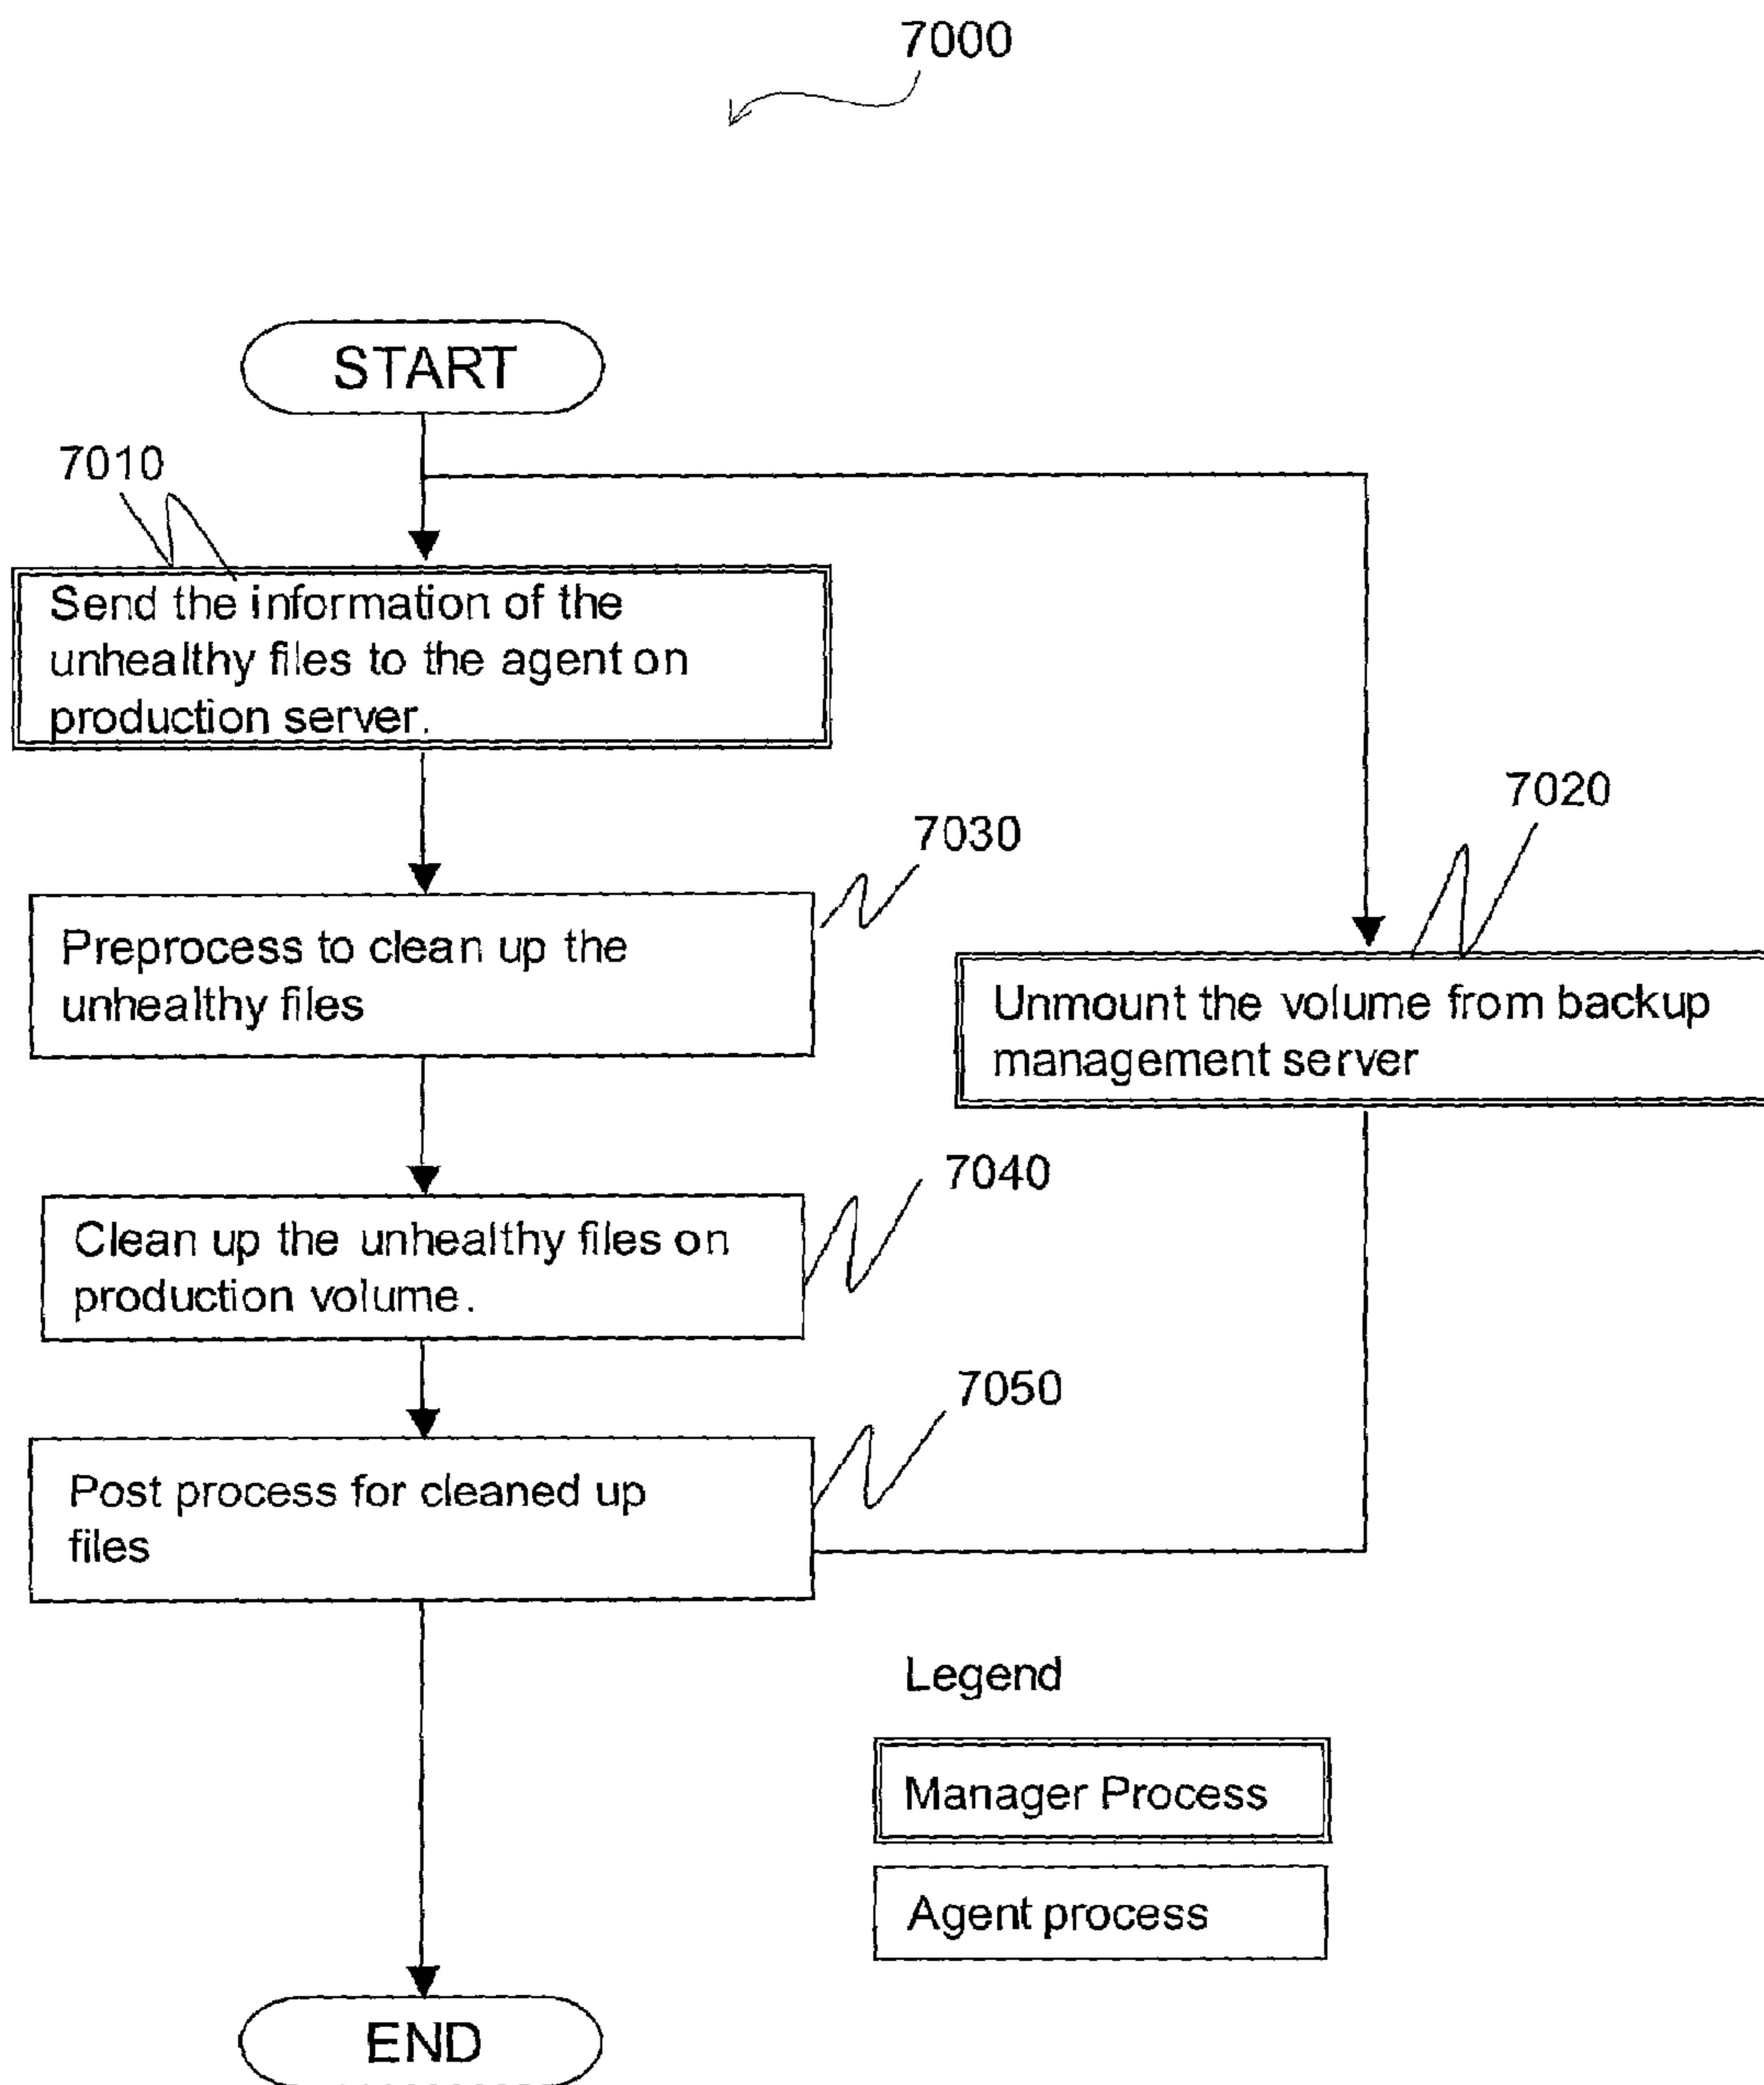 7000
START
7010
Send the information of the
unhealthy files to the agent on
production server.
7020
7030
Preprocess to clean up the
unhealthy files
Unmount the volume from backup
management server
7040
Clean up the unhealthy files on
production volume.
7050
Post process for cleaned up
files
Legend
Manager Process
Agent process
END